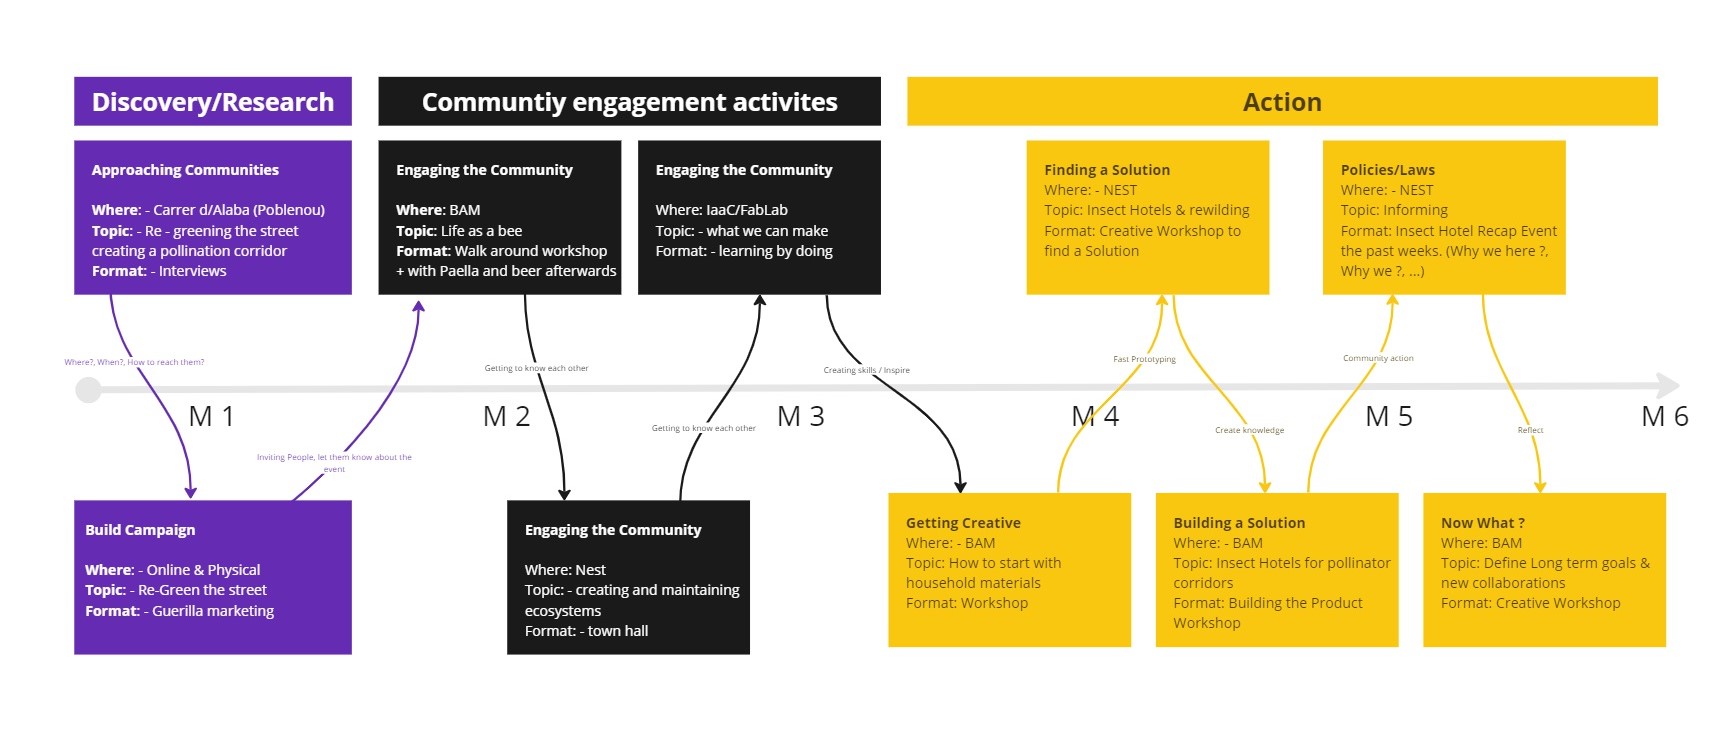 Discovery/Research
Communtiy engagement activites
Action
Approaching Communities
Where: - Carrer d/Alaba (Poblenou)
Topic: - Re - greening the street
creating a pollination corridor
Format: - Interviews
Engaging the Community
Where: BAM
Topic: Life as a bee
Format: Walk around workshop
+ with Paella and beer afterwards
Engaging the Community
Where: IaaC/FabLab
Topic: - what we can make
Format: - learning by doing
Finding a Solution
Where: - NEST
Topic: Insect Hotels & rewilding
Format: Creative Workshop to
find a Solution
Policies/Laws
Where: - NEST
Topic: Informing
Format: Insect Hotel Recap Event
the past weeks. (Why we here ?,
Why we ?, ...)
Where?, When?, How to reach them?
Getting to know each other
Creating skills / Inspire
Fast Prototyping
Community action
M 1
M 2
M 3
M 4
M 5
M 6
Inviting People, let them know about the
event
Getting to know each other
Create knowledge
Reflect
Build Campaign
Where: - Online & Physical
Topic: - Re-Green the street
Format: - Guerilla marketing
Engaging the Community
Where: Nest
Topic: - creating and maintaining
ecosystems
Format: - town hall
Getting Creative
Where: - BAM
Topic: How to start with
household materials
Format: Workshop
Building a Solution
Where: - BAM
Topic: Insect Hotels for pollinator
corridors
Format: Building the Product
Workshop
Now What ?
Where: BAM
Topic: Define Long term goals &
new collaborations
Format: Creative Workshop